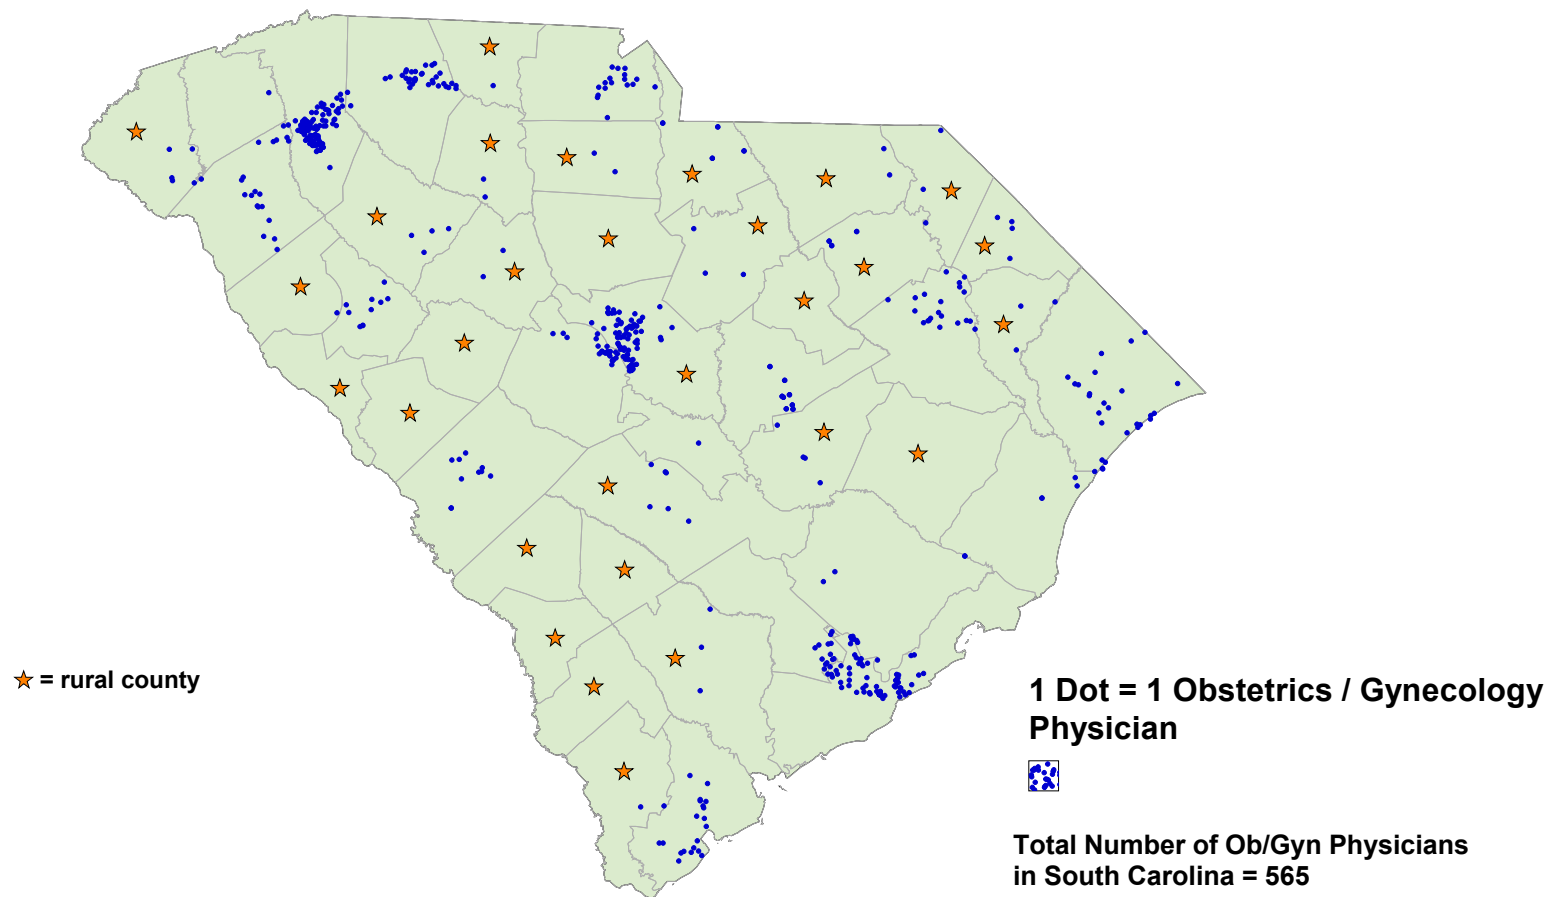 = rural county
1 Dot = 1 Obstetrics / Gynecology
Physician
Total Number of Ob/Gyn Physicians
in South Carolina = 565